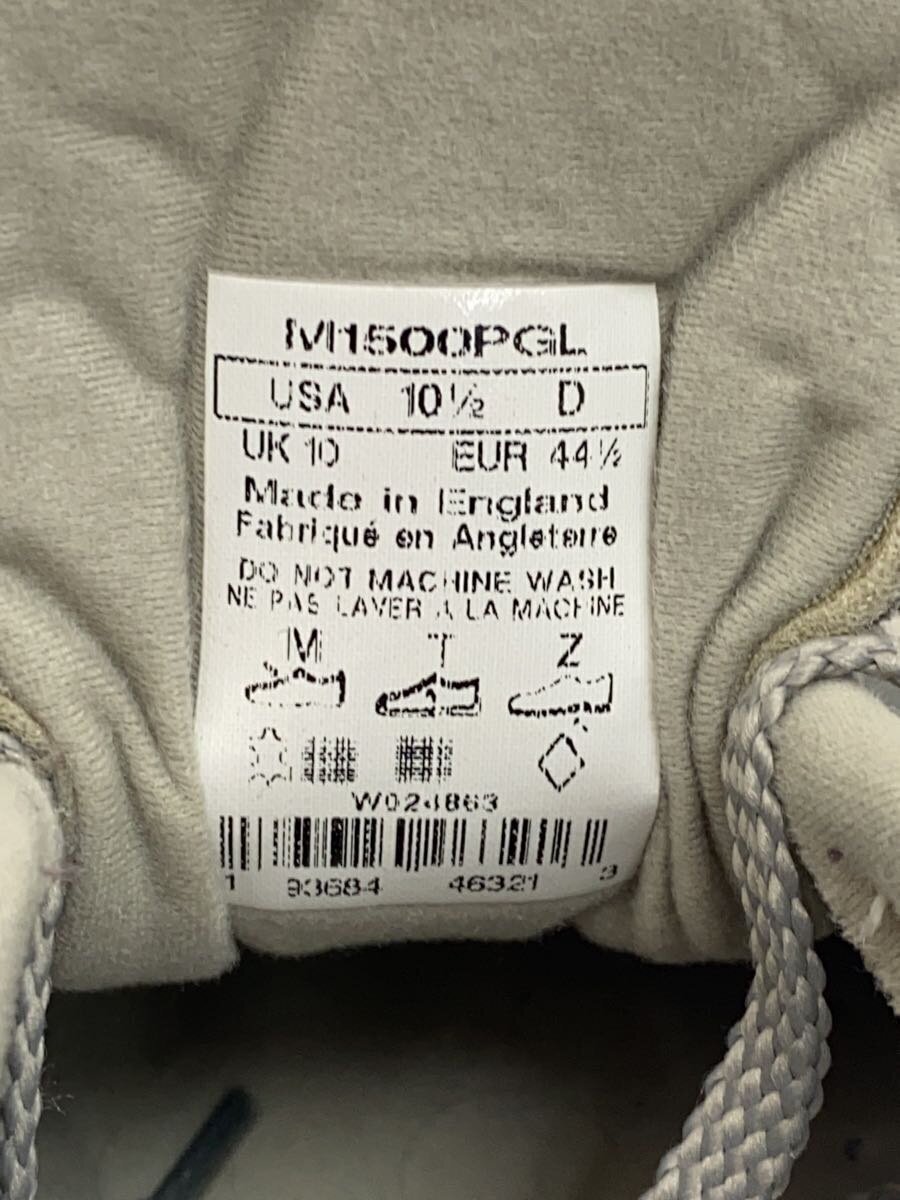 M1500PGL
USA 10½ D
UK 10 EUR 44½
Made in England
Fabriqué en Angleterre
DO NOT MACHINE WASH
NE PAS LAVER A LA MACHINE
M T Z
W024863
1 93684 46321 3